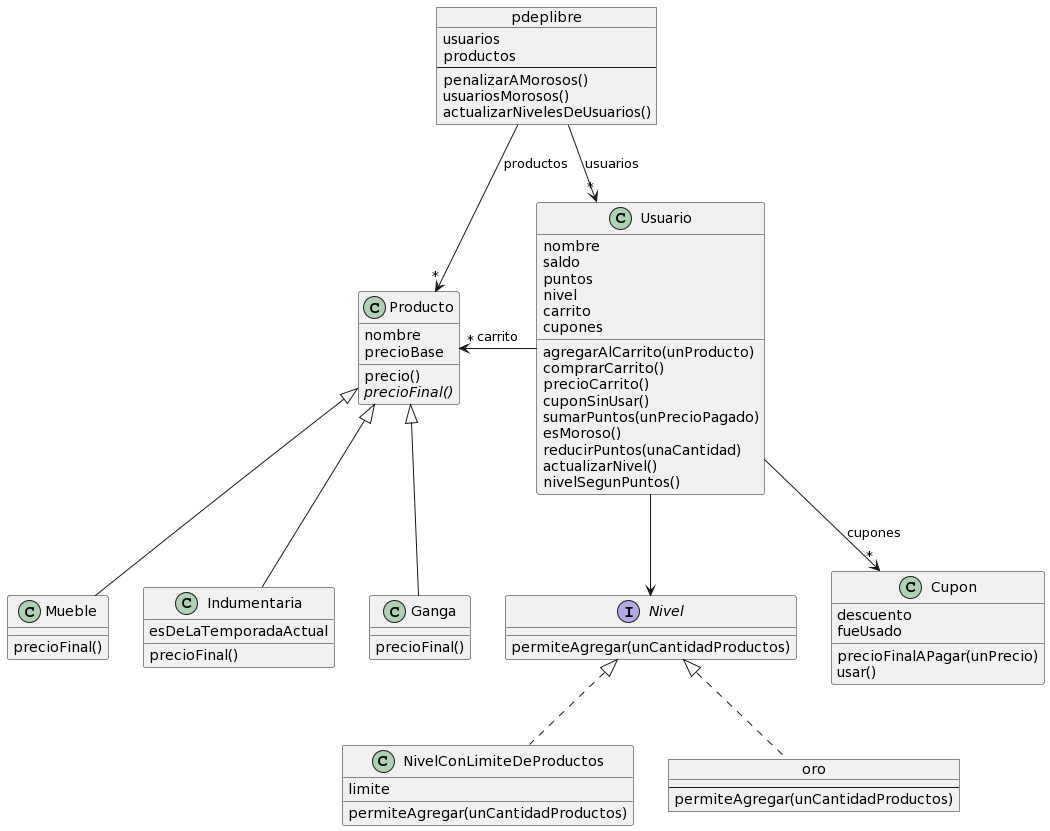 pdeplibre
usuarios
productos
penalizarAMorosos()
usuariosMorosos()
actualizarNivelesDeUsuarios()
productos
usuarios
*
*
C Usuario
nombre
saldo
puntos
nivel
carrito
cupones
agregarAlCarrito(unProducto)
comprarCarrito()
precioCarrito()
cuponSinUsar()
sumarPuntos(unPrecioPagado)
esMoroso()
reducirPuntos(unaCantidad)
actualizarNivel()
nivelSegunPuntos()
C Producto
nombre
precioBase
precio()
precioFinal()
* carrito
cupones
*
C Mueble
precioFinal()
C Indumentaria
esDeLaTemporadaActual
precioFinal()
C Ganga
precioFinal()
I Nivel
permiteAgregar(unCantidadProductos)
C Cupon
descuento
fueUsado
precioFinalAPagar(unPrecio)
usar()
C NivelConLimiteDeProductos
limite
permiteAgregar(unCantidadProductos)
oro
permiteAgregar(unCantidadProductos)